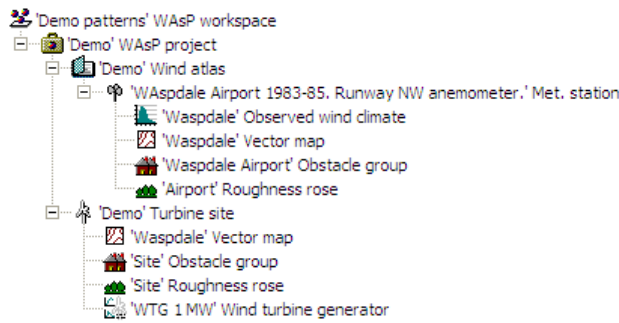 'Demo patterns' WAsP workspace
'Demo' WAsP project
'Demo' Wind atlas
'WAspdale Airport 1983-85. Runway NW anemometer.' Met. station
'Waspdale' Observed wind climate
'Waspdale' Vector map
'Waspdale Airport' Obstacle group
'Airport' Roughness rose
'Demo' Turbine site
'Waspdale' Vector map
'Site' Obstacle group
'Site' Roughness rose
'WTG 1 MW' Wind turbine generator